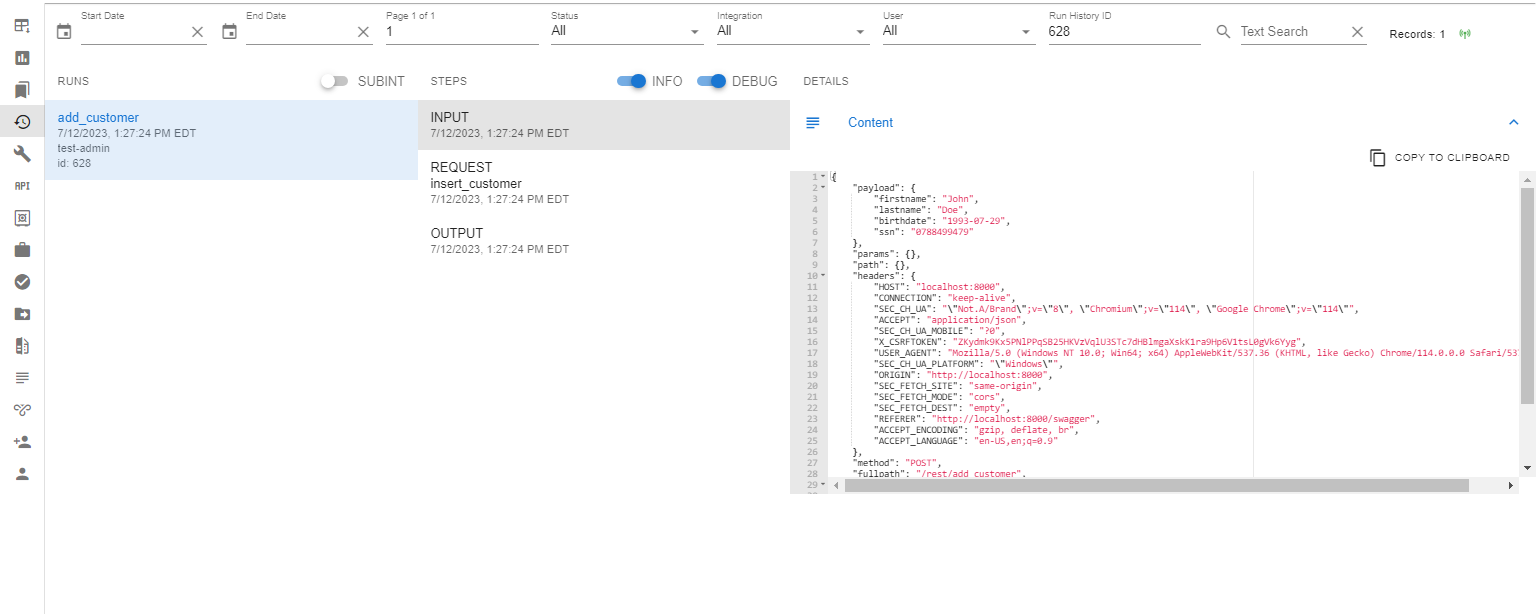 Start Date
End Date
Page 1 of 1
1
Status
All
Integration
All
User
All
Run History ID
628
Text Search
Records: 1
API
RUNS
SUBINT
add_customer
7/12/2023, 1:27:24 PM EDT
test-admin
id: 628
STEPS
INFO
DEBUG
INPUT
7/12/2023, 1:27:24 PM EDT
REQUEST
insert_customer
7/12/2023, 1:27:24 PM EDT
OUTPUT
7/12/2023, 1:27:24 PM EDT
DETAILS
Content
COPY TO CLIPBOARD
1 {
2 "payload": {
3 "firstname": "John",
4 "lastname": "Doe",
5 "birthdate": "1993-07-29",
6 "ssn": "0788499479"
7 },
8 "params": {},
9 "path": {},
10 "headers": {
11 "HOST": "localhost:8000",
12 "CONNECTION": "keep-alive",
13 "SEC_CH_UA": "\"Not.A/Brand\";v=\"8\", \"Chromium\";v=\"114\", \"Google Chrome\";v=\"114\"",
14 "ACCEPT": "application/json",
15 "SEC_CH_UA_MOBILE": "?0",
16 "X_CSRFTOKEN":
17 "USER_AGENT": "Mozilla/5.0 (Windows NT 10.0; Win64; x64) AppleWebKit/537.36 (KHTML, like Gecko) Chrome/114.0.0.0 Safari/537
18 "SEC_CH_UA_PLATFORM": "\"Windows\"",
19 "ORIGIN": "http://localhost:8000",
20 "SEC_FETCH_SITE": "same-origin",
21 "SEC_FETCH_MODE": "cors",
22 "SEC_FETCH_DEST": "empty",
23 "REFERER": "http://localhost:8000/swagger",
24 "ACCEPT_ENCODING": "gzip, deflate, br",
25 "ACCEPT_LANGUAGE": "en-US,en;q=0.9"
26 },
27 "method": "POST",
28 "fullpath": "/rest/add_customer",
29